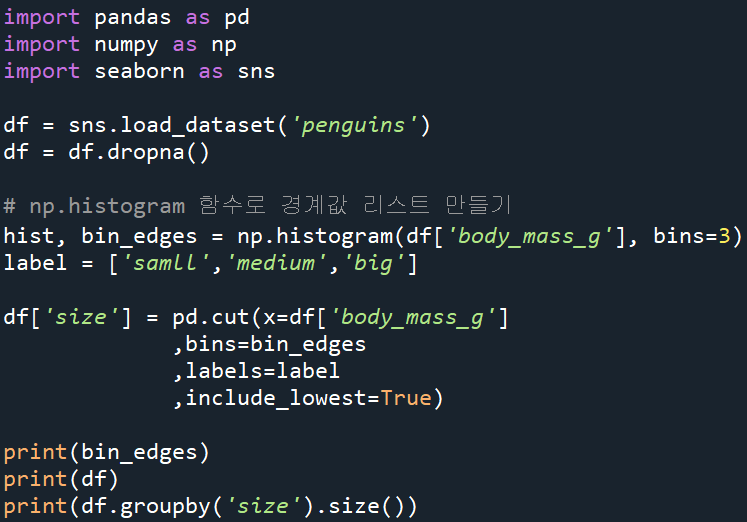 import pandas as pd
import numpy as np
import seaborn as sns
df = sns.load_dataset('penguins')
df = df.dropna()
# np.histogram 함수로 경계값 리스트 만들기
hist, bin_edges = np.histogram(df['body_mass_g'], bins=3)
label = ['samll','medium','big']
df['size'] = pd.cut(x=df['body_mass_g']
,bins=bin_edges
,labels=label
,include_lowest=True)
print(bin_edges)
print(df)
print(df.groupby('size').size())